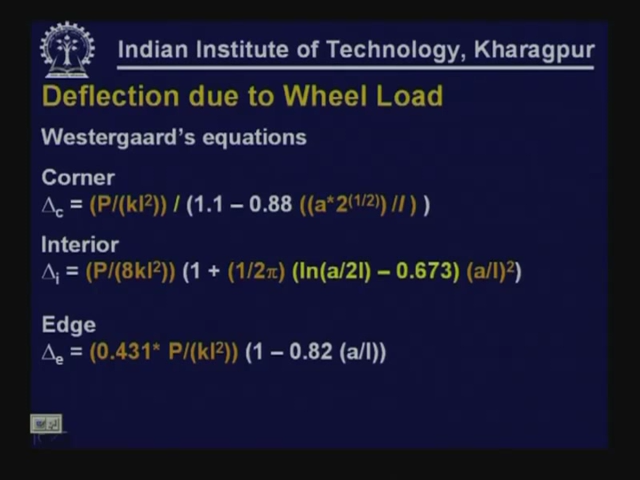 Indian Institute of Technology, Kharagpur
Deflection due to Wheel Load
Westergaard's equations
Corner
Δc = (P/(kl²)) / (1.1 – 0.88 ((a*2^(1/2)) //l ) )
Interior
Δi = (P/(8kl²)) (1 + (1/2π) (ln(a/2l) – 0.673) (a/l)²)
Edge
Δe = (0.431* P/(kl²)) (1 – 0.82 (a/l))